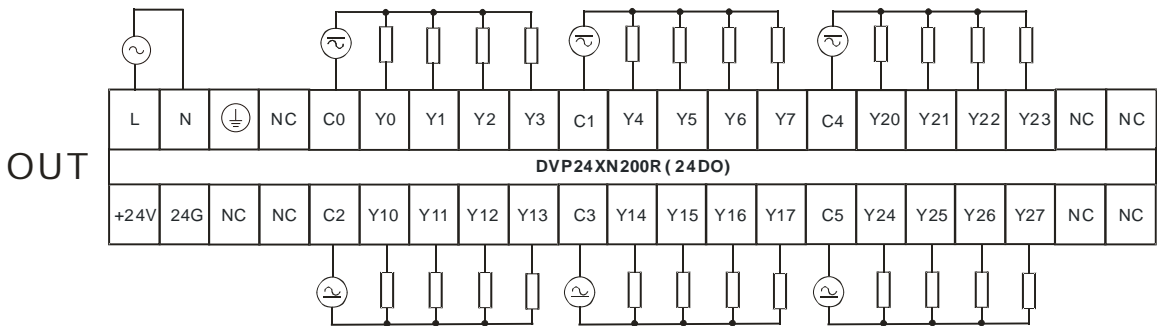 L N NC C0 Y0 Y1 Y2 Y3 C1 Y4 Y5 Y6 Y7 C4 Y20 Y21 Y22 Y23 NC NC
OUT
DVP24XN200R ( 24DO)
+24V 24G NC NC C2 Y10 Y11 Y12 Y13 C3 Y14 Y15 Y16 Y17 C5 Y24 Y25 Y26 Y27 NC NC